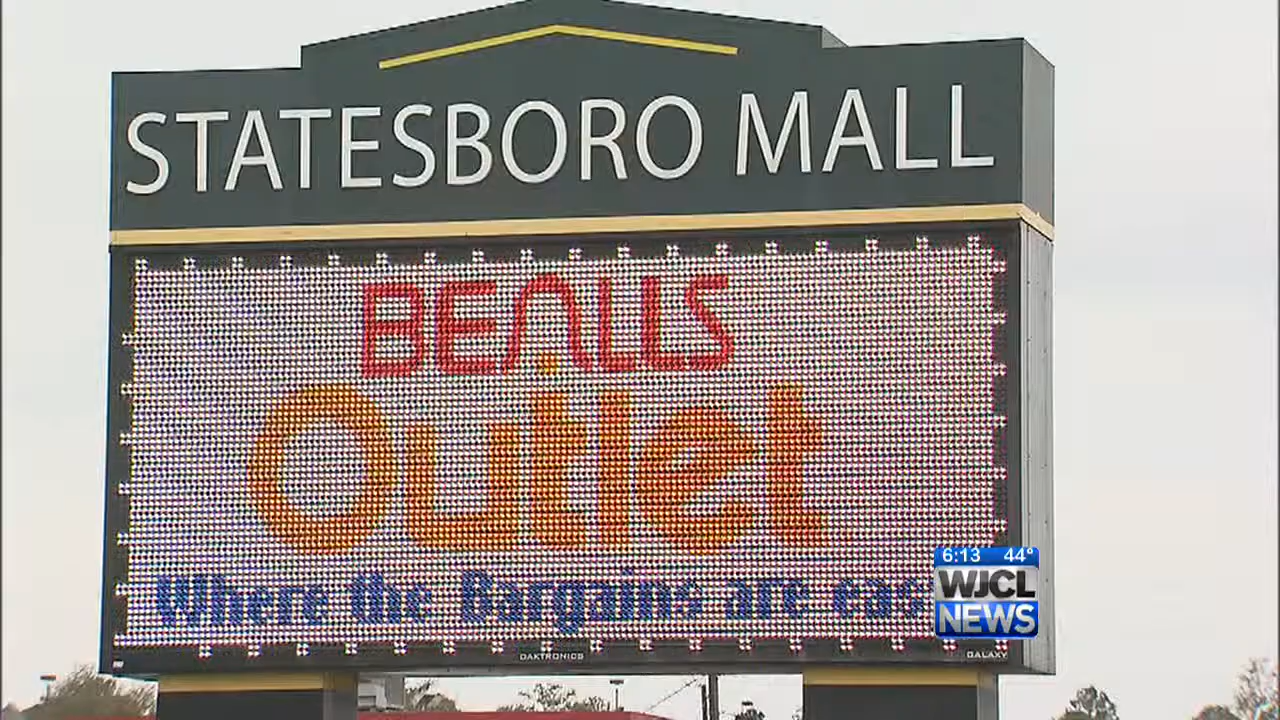 STATESBORO MALL
BEALLS
Outlet
Where the Bargains are
6:13 44°
WJCL
NEWS
DAKTRONICS
GALAXY